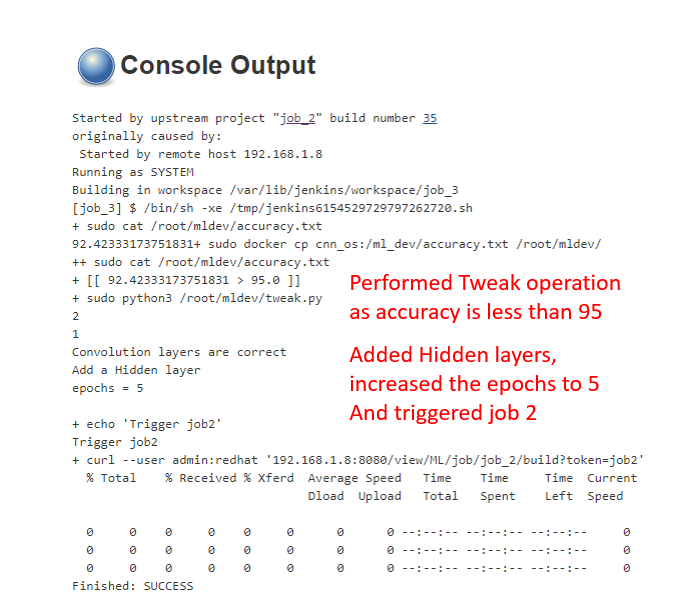 Console Output
Started by upstream project "job_2" build number 35
originally caused by:
Started by remote host 192.168.1.8
Running as SYSTEM
Building in workspace /var/lib/jenkins/workspace/job_3
[job_3] $ /bin/sh -xe /tmp/jenkins6154529729797262720.sh
+ sudo cat /root/mldev/accuracy.txt
92.42333173751831+ sudo docker cp cnn_os:/ml_dev/accuracy.txt /root/mldev/
++ sudo cat /root/mldev/accuracy.txt
+ [[ 92.42333173751831 > 95.0 ]]
+ sudo python3 /root/mldev/tweak.py
2
1
Convolution layers are correct
Add a Hidden layer
epochs = 5
Performed Tweak operation
as accuracy is less than 95
Added Hidden layers,
increased the epochs to 5
And triggered job 2
+ echo 'Trigger job2'
Trigger job2
+ curl --user admin:redhat '192.168.1.8:8080/view/ML/job/job_2/build?token=job2'
% Total % Received % Xferd Average Speed Time Time Time Current
Dload Upload Total Spent Left Speed
0 0 0 0 0 0 0 0 --:--:-- --:--:-- --:--:-- 0
0 0 0 0 0 0 0 0 --:--:-- --:--:-- --:--:-- 0
0 0 0 0 0 0 0 0 --:--:-- --:--:-- --:--:-- 0
Finished: SUCCESS